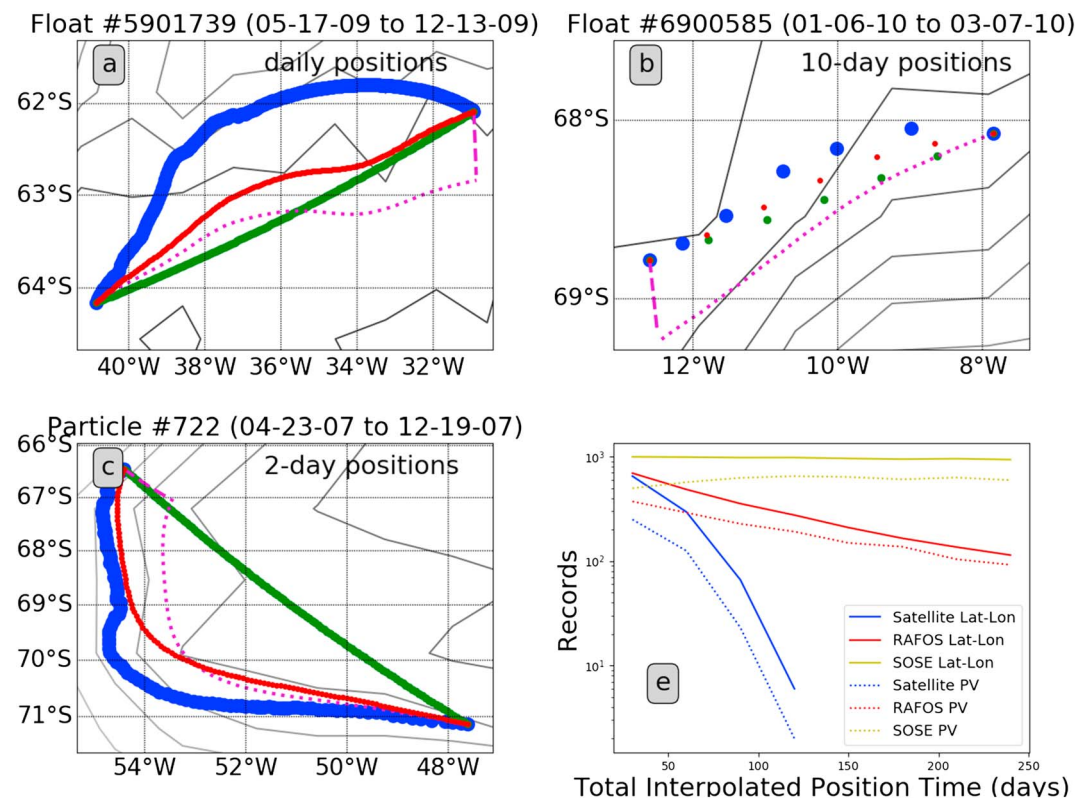 Float #5901739 (05-17-09 to 12-13-09)
a
daily positions
62°S
63°S
64°S
40°W 38°W 36°W 34°W 32°W
Float #6900585 (01-06-10 to 03-07-10)
b
10-day positions
68°S
69°S
12°W 10°W 8°W
Particle #722 (04-23-07 to 12-19-07)
c
2-day positions
66°S
67°S
68°S
69°S
70°S
71°S
54°W 52°W 50°W 48°W
10³
10²
10¹
Records
e
Satellite Lat-Lon
RAFOS Lat-Lon
SOSE Lat-Lon
Satellite PV
RAFOS PV
SOSE PV
50 100 150 200 250
Total Interpolated Position Time (days)